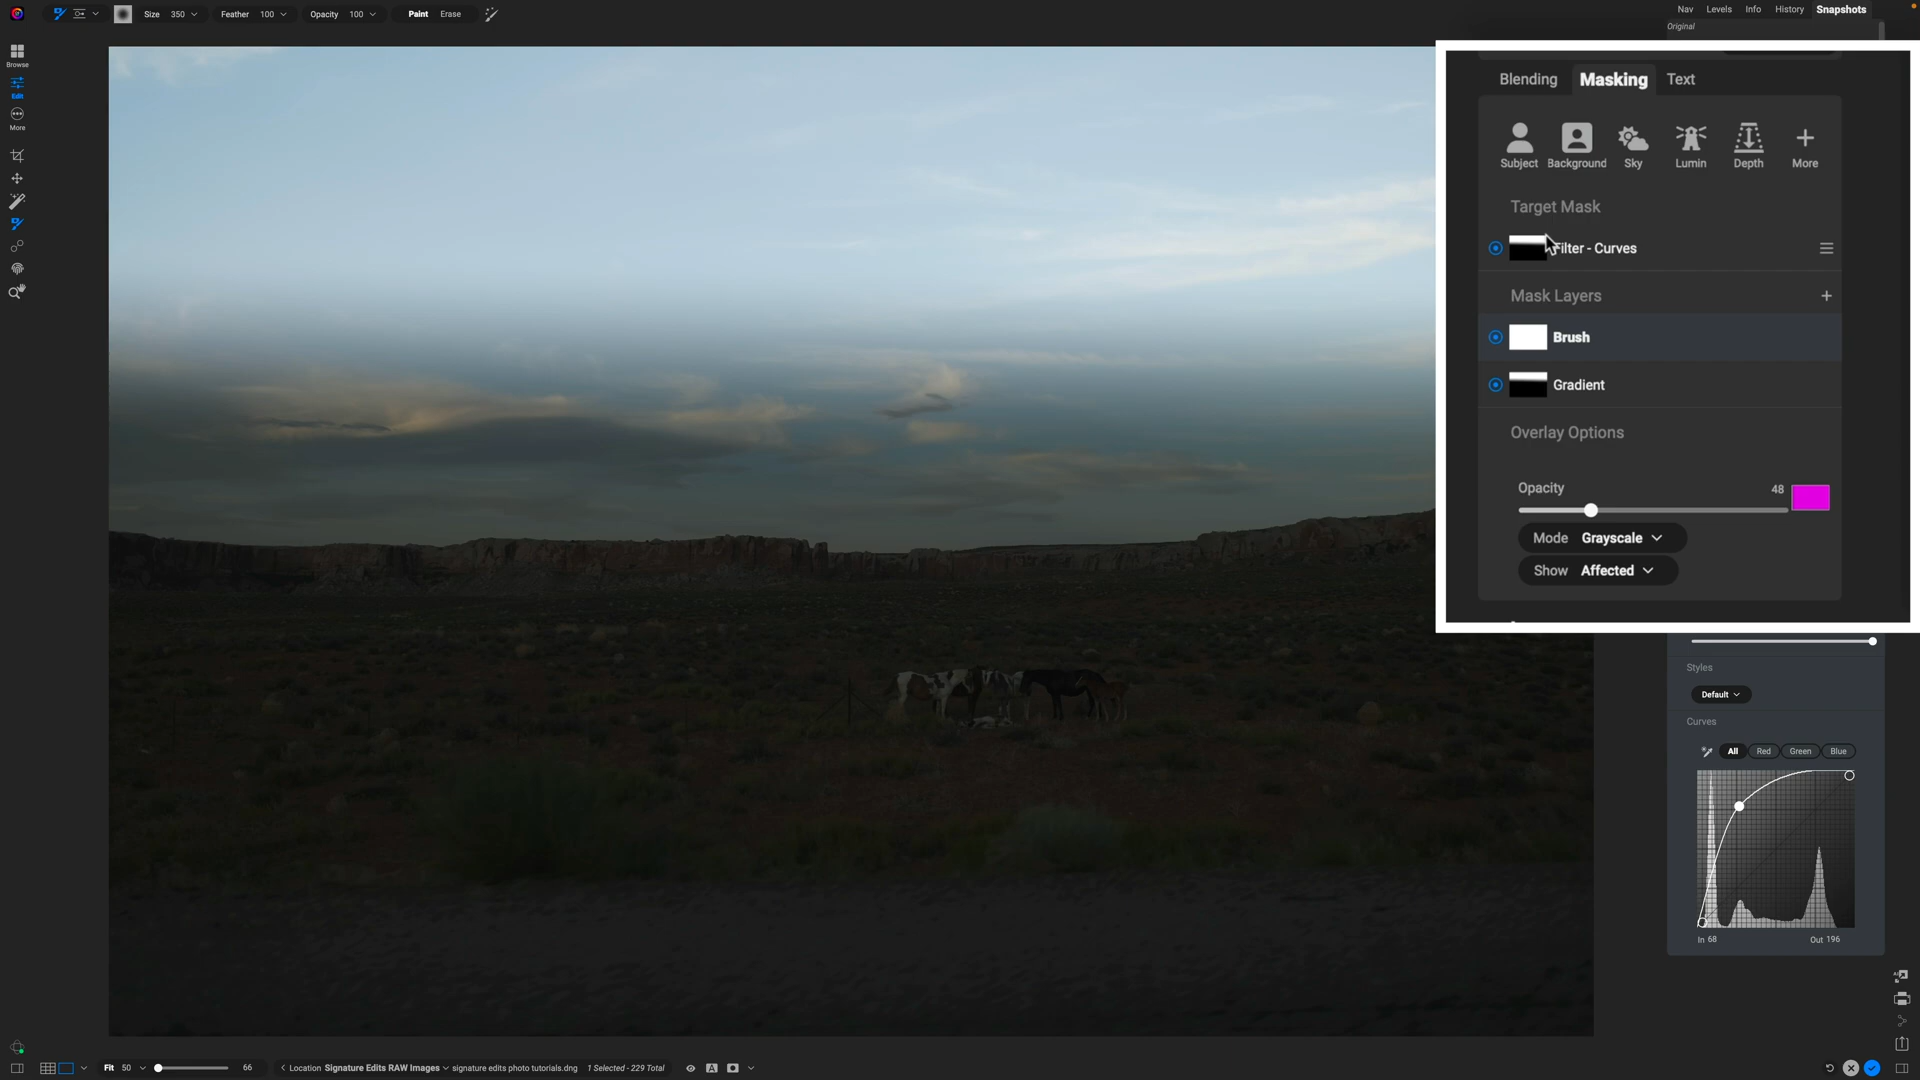 Size 350 Feather 100 Opacity 100 Paint Erase
Nav Levels Info History Snapshots
Original
Browse
Edit
More
Blending Masking Text
Subject Background Sky Lumin Depth More
Target Mask
Filter - Curves
Mask Layers
Brush
Gradient
Overlay Options
Opacity 48
Mode Grayscale
Show Affected
Styles
Default
Curves
All Red Green Blue
In 68 Out 196
Fit 50 66 Location Signature Edits RAW Images signature edits photo tutorials.dng 1 Selected - 229 Total
A